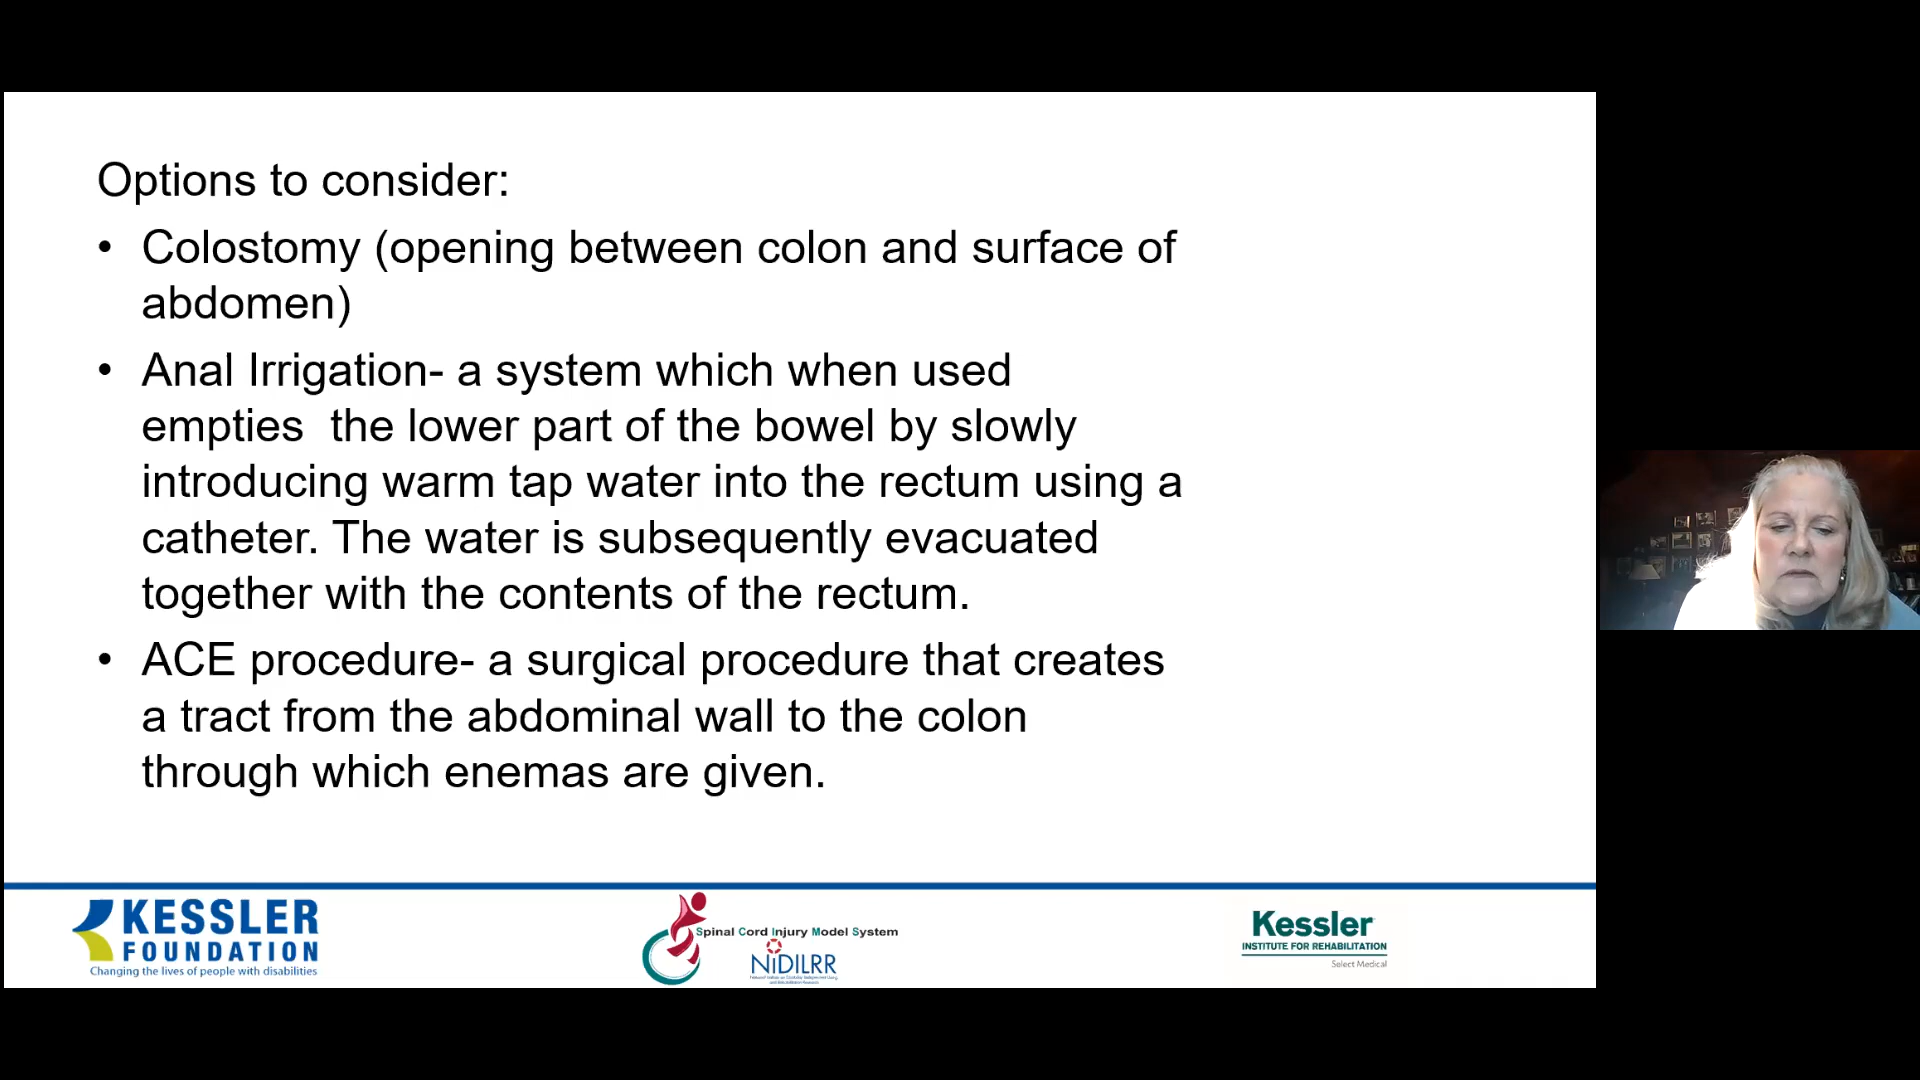 Options to consider:
• Colostomy (opening between colon and surface of
abdomen)
• Anal Irrigation- a system which when used
empties  the lower part of the bowel by slowly
introducing warm tap water into the rectum using a
catheter. The water is subsequently evacuated
together with the contents of the rectum.
• ACE procedure- a surgical procedure that creates
a tract from the abdominal wall to the colon
through which enemas are given.
KESSLER
FOUNDATION
Changing the lives of people with disabilities
Spinal Cord Injury Model System
NIDILRR
Kessler
INSTITUTE FOR REHABILITATION
Select Medical